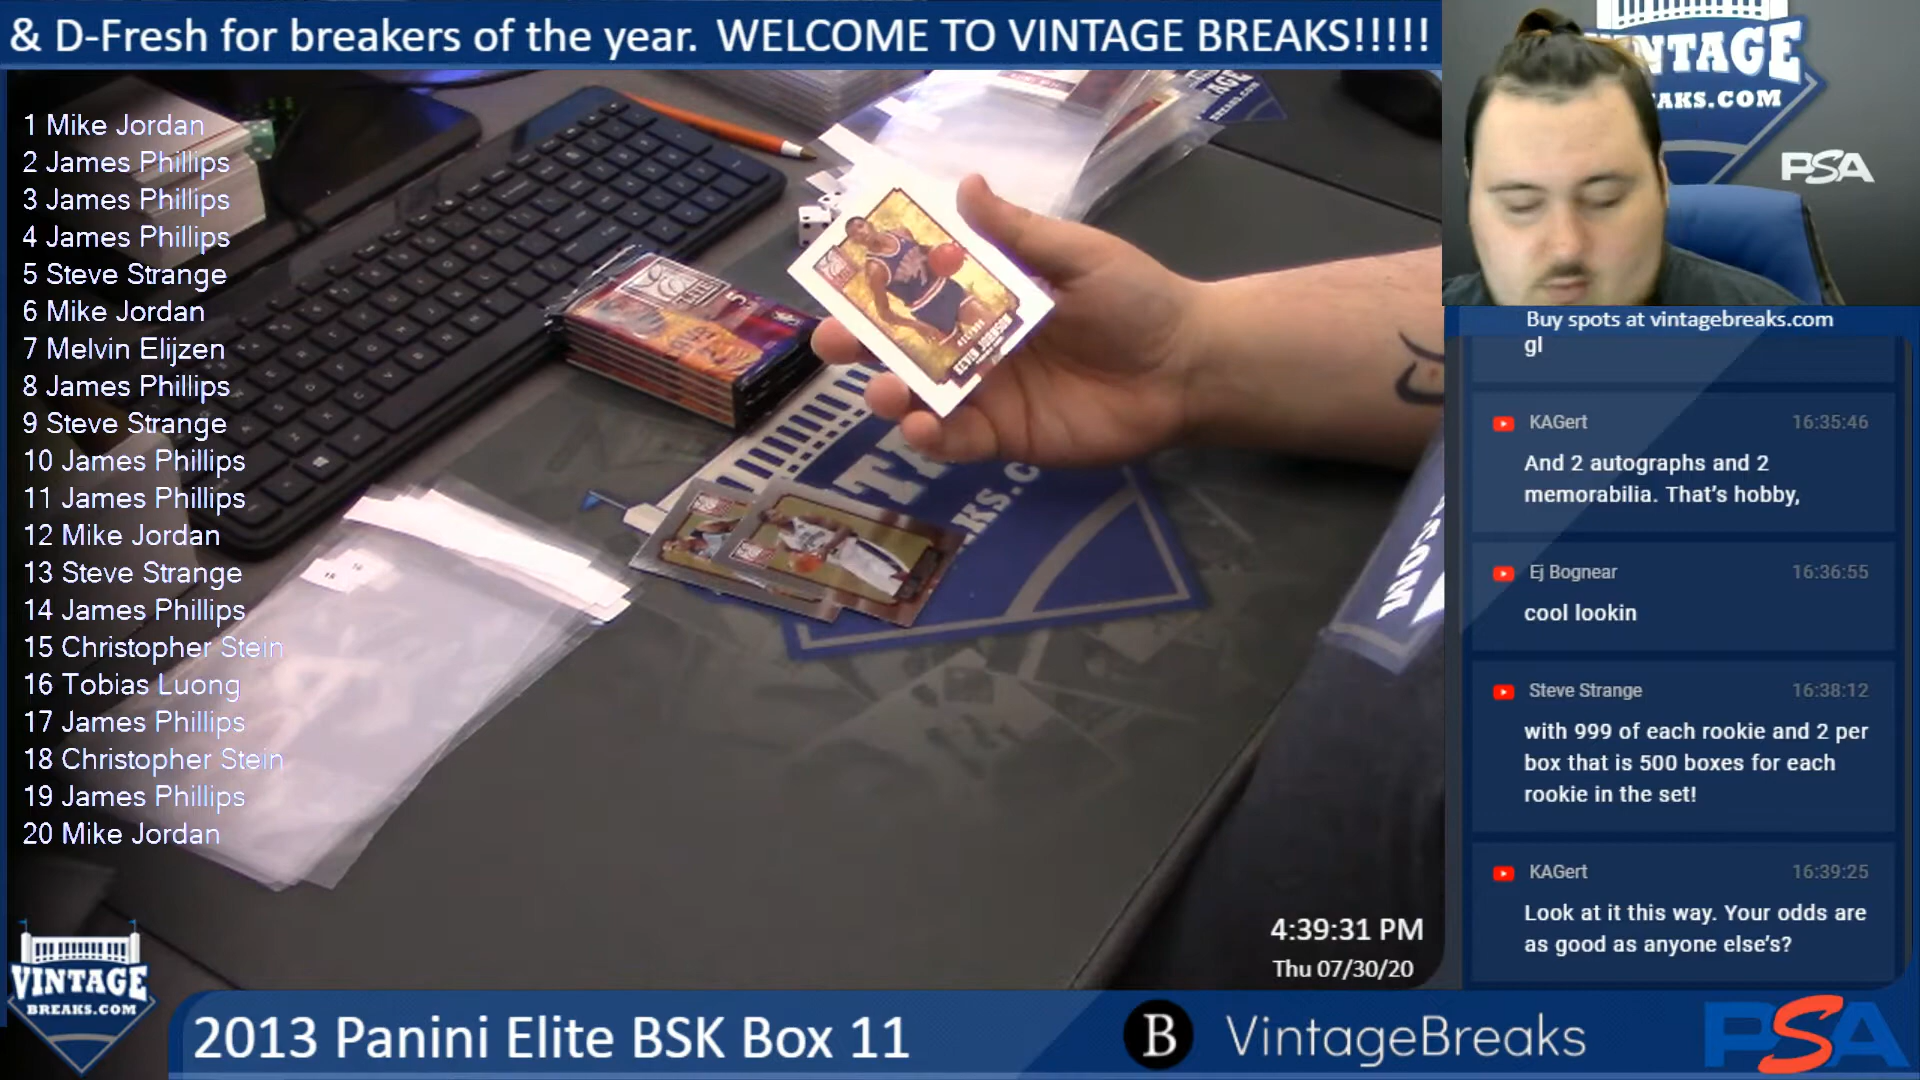 & D-Fresh for breakers of the year. WELCOME TO VINTAGE BREAKS!!!!!
1 Mike Jordan
2 James Phillips
3 James Phillips
4 James Phillips
5 Steve Strange
6 Mike Jordan
7 Melvin Elijzen
8 James Phillips
9 Steve Strange
10 James Phillips
11 James Phillips
12 Mike Jordan
13 Steve Strange
14 James Phillips
15 Christopher Stein
16 Tobias Luong
17 James Phillips
18 Christopher Stein
19 James Phillips
20 Mike Jordan
KEVIN JOHNSON
ELITE
NTAGE
AKS.COM
PSA
Buy spots at vintagebreaks.com
gl
KAGert 16:35:46
And 2 autographs and 2
memorabilia. That's hobby,
Ej Bognear 16:36:55
cool lookin
Steve Strange 16:38:12
with 999 of each rookie and 2 per
box that is 500 boxes for each
rookie in the set!
KAGert 16:39:25
Look at it this way. Your odds are
as good as anyone else's?
4:39:31 PM
Thu 07/30/20
VINTAGE
BREAKS.COM
2013 Panini Elite BSK Box 11
B VintageBreaks
PSA